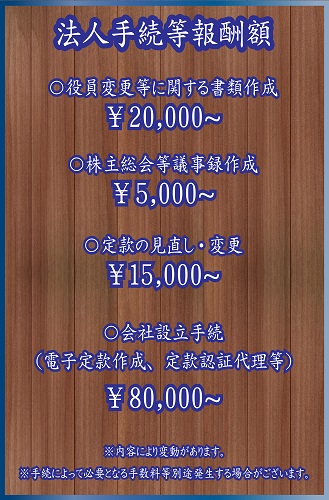 法人手続等報酬額
○役員変更等に関する書類作成
￥20,000~
○株主総会等議事録作成
￥5,000~
○定款の見直し・変更
￥15,000~
○会社設立手続
（電子定款作成、定款認証代理等）
￥80,000~
※内容により変動があります。
※手続によって必要となる手数料等別途発生する場合がございます。